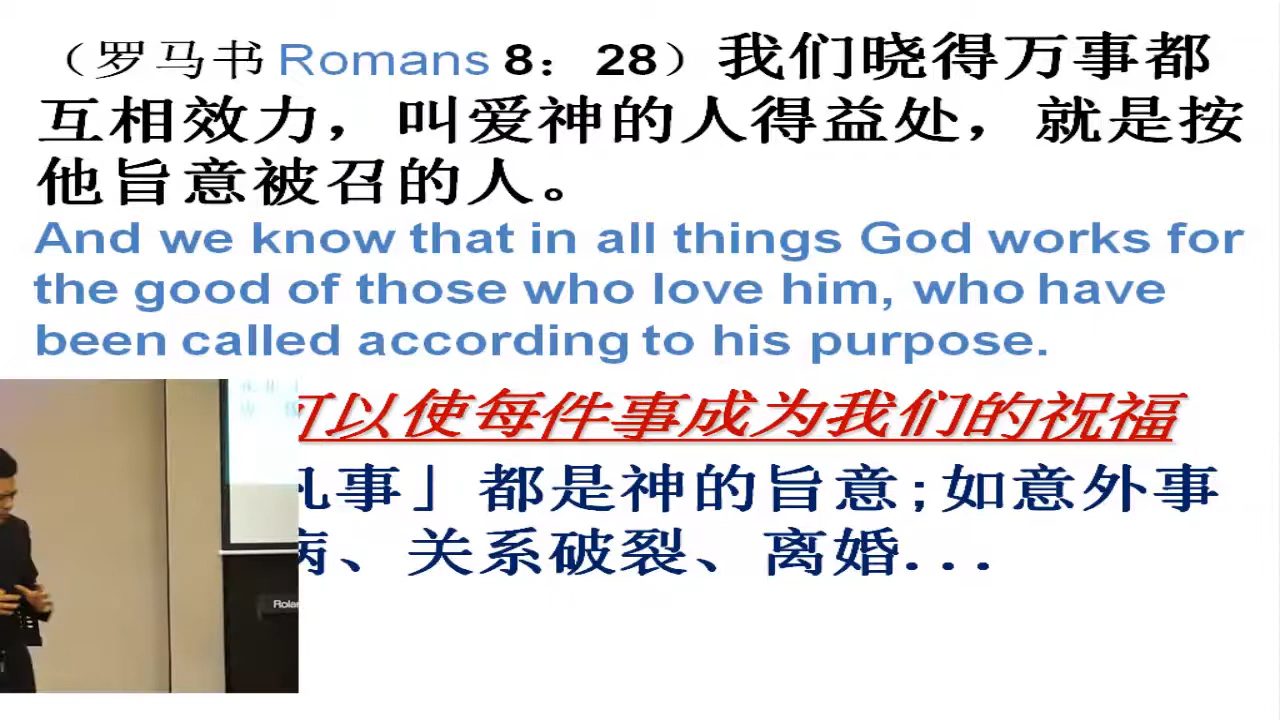 （罗马书 Romans 8：28）我们晓得万事都
互相效力，叫爱神的人得益处，就是按
他旨意被召的人。
And we know that in all things God works for
the good of those who love him, who have
been called according to his purpose.
可以使每件事成为我们的祝福
凡事」都是神的旨意;如意外事
病、关系破裂、离婚...